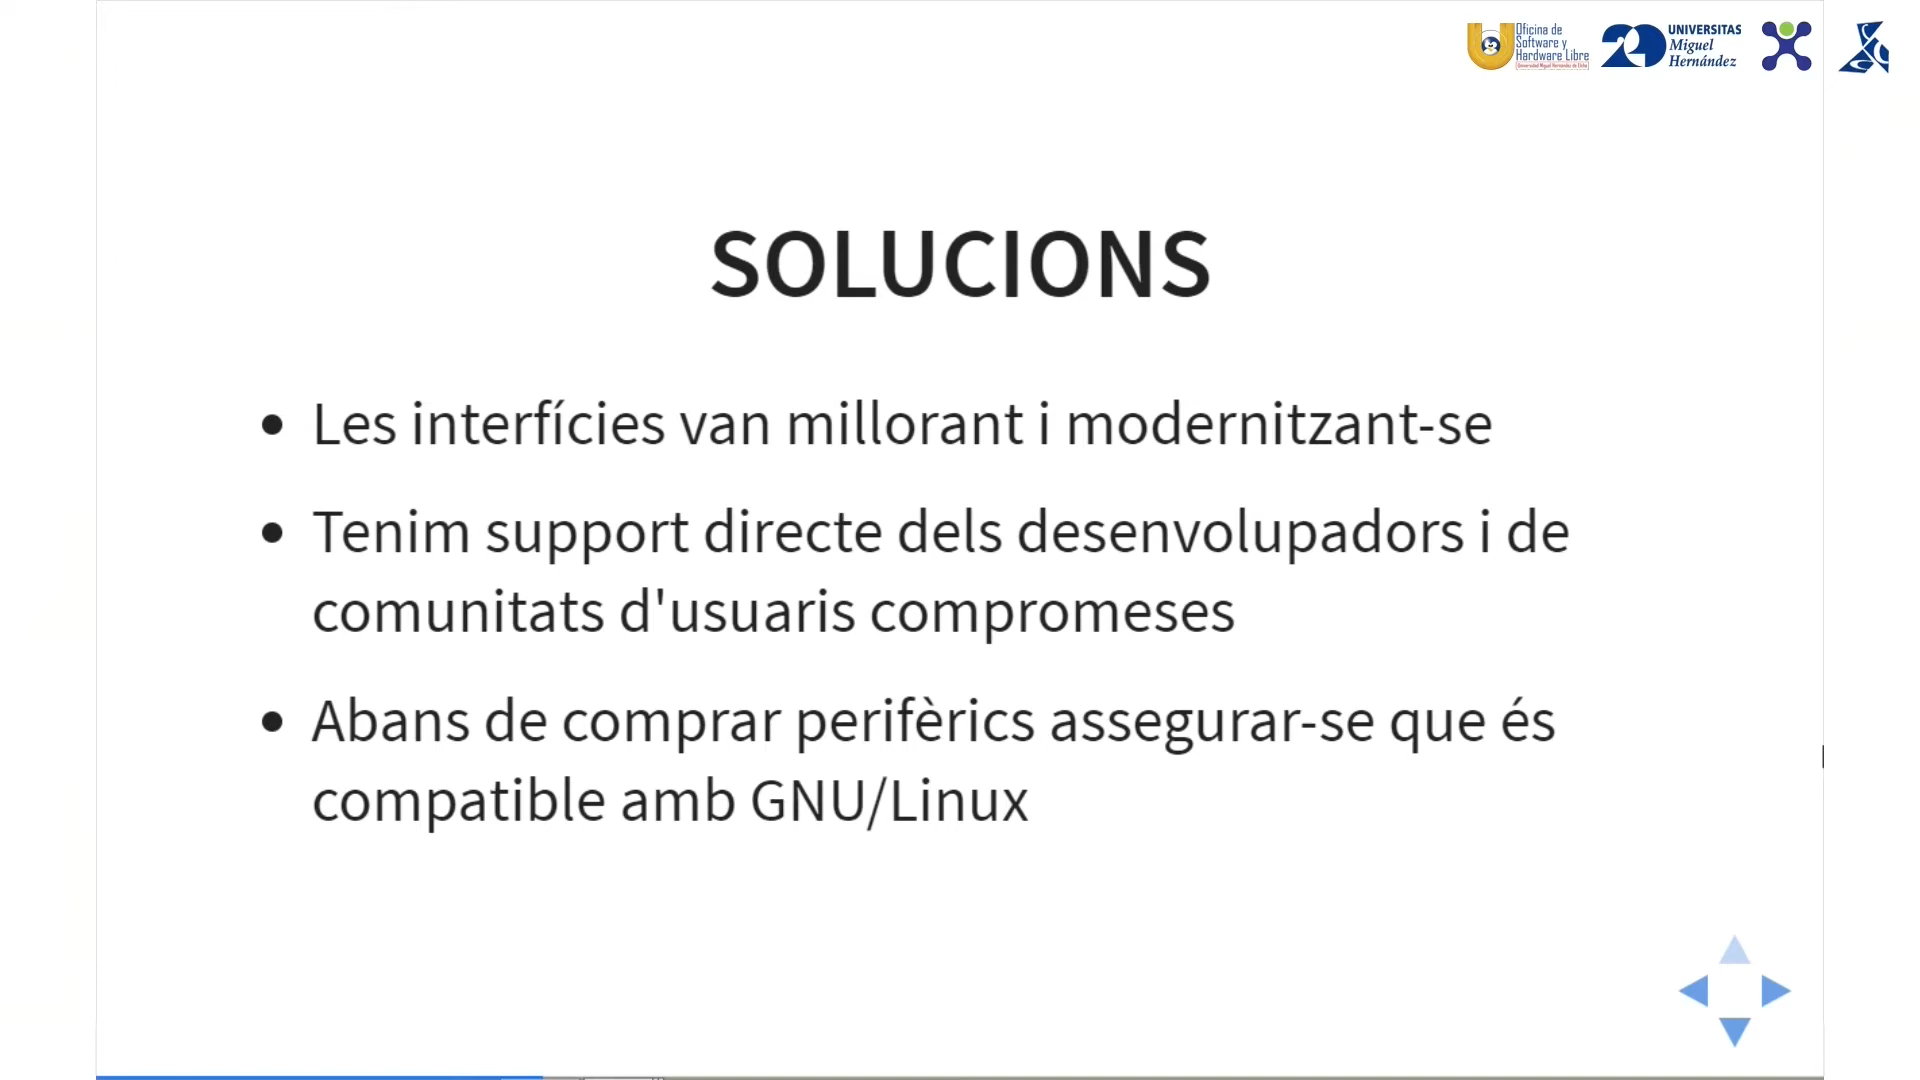 Oficina de
Software y
Hardware Libre
Universidad Miguel Hernández de Elche
UNIVERSITAS
Miguel
Hernández
SOLUCIONS
Les interfícies van millorant i modernitzant-se
Tenim support directe dels desenvolupadors i de
comunitats d'usuaris compromeses
Abans de comprar perifèrics assegurar-se que és
compatible amb GNU/Linux